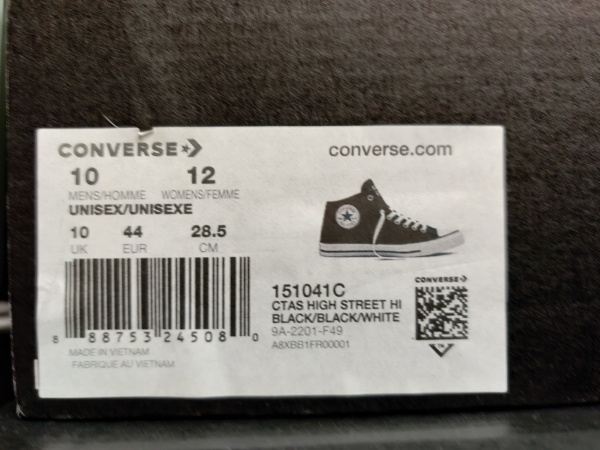 CONVERSE
converse.com
10 12
MENS/HOMME WOMENS/FEMME
UNISEX/UNISEXE
10 44 28.5
UK EUR CM
8 88753 24508 0
MADE IN VIETNAM
FABRIQUE AU VIETNAM
151041C
CTAS HIGH STREET HI
BLACK/BLACK/WHITE
9A-2201-F49
A8XBB1FR00001
CONVERSE